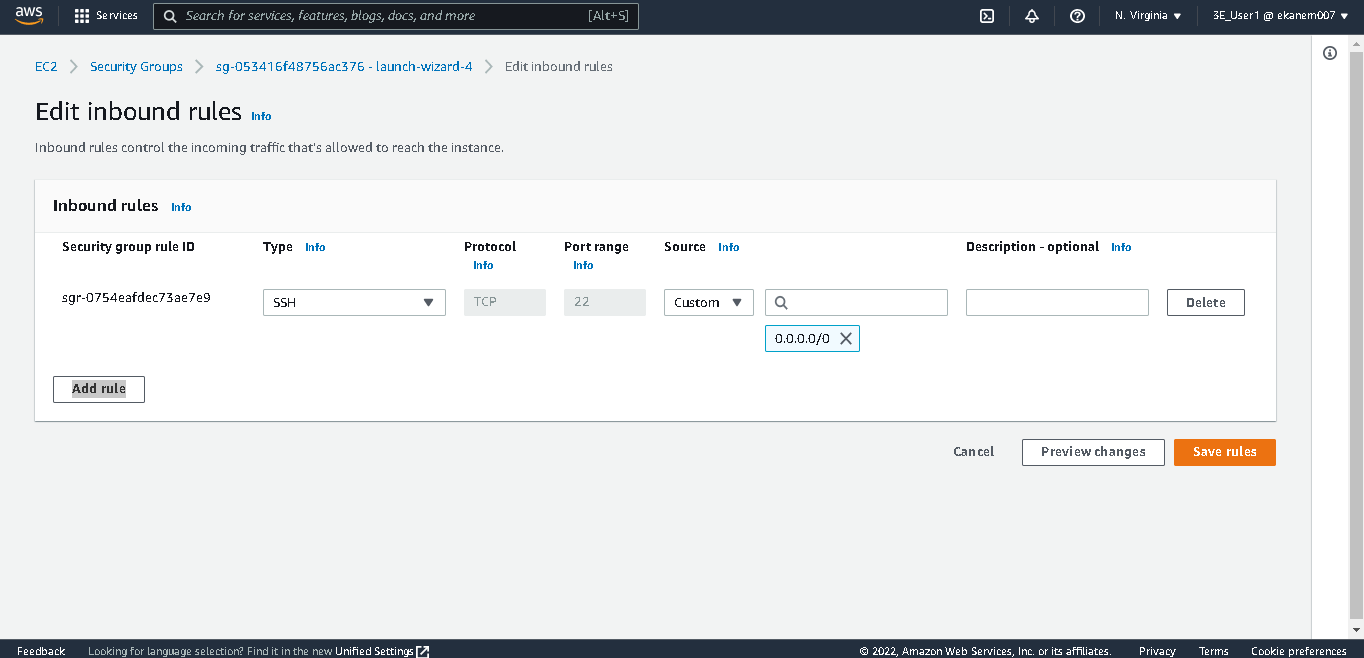 aws Services Search for services, features, blogs, docs, and more [Alt+S] N. Virginia 3E_User1 @ ekanem007
EC2 Security Groups sg-053416f48756ac376 - launch-wizard-4 Edit inbound rules
Edit inbound rules Info
Inbound rules control the incoming traffic that's allowed to reach the instance.
Inbound rules Info
Security group rule ID Type Info Protocol Port range Source Info Description - optional Info
Info Info
sgr-0754eafdec73ae7e9 SSH TCP 22 Custom Delete
0.0.0.0/0
Add rule
Cancel Preview changes Save rules
Feedback Looking for language selection? Find it in the new Unified Settings © 2022, Amazon Web Services, Inc. or its affiliates. Privacy Terms Cookie preferences